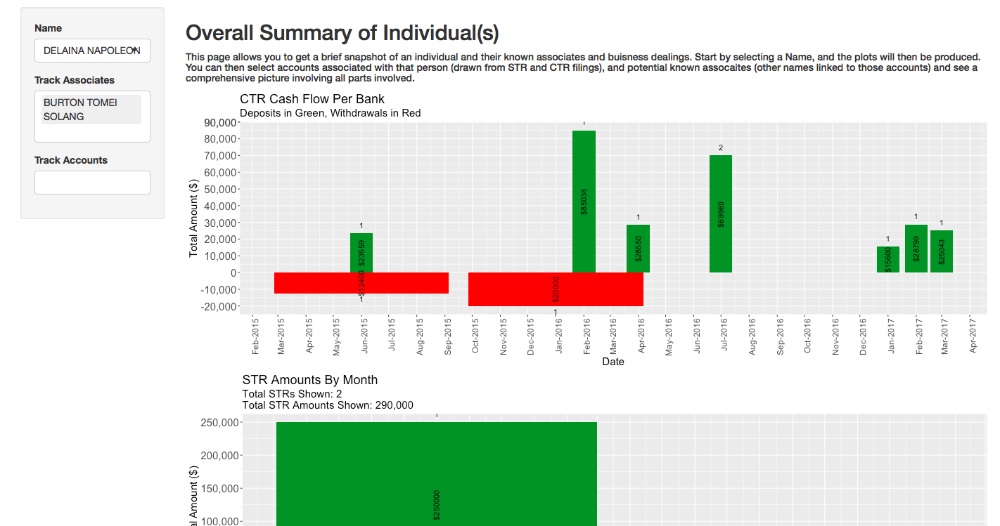 Name
DELAINA NAPOLEON
Track Associates
BURTON TOMEI
SOLANG
Track Accounts
Overall Summary of Individual(s)
This page allows you to get a brief snapshot of an individual and their known associates and buisness dealings. Start by selecting a Name, and the plots will then be produced.
You can then select accounts associated with that person (drawn from STR and CTR filings), and potential known assocaites (other names linked to those accounts) and see a
comprehensive picture involving all parts involved.
CTR Cash Flow Per Bank
Deposits in Green, Withdrawals in Red
Total Amount ($)
90,000
80,000
70,000
60,000
50,000
40,000
30,000
20,000
10,000
0
-10,000
-20,000
1
$23559
$12400
1
$20000
1
$85038
1
$28550
2
$69969
1
$15600
1
$28799
1
$25043
Feb-2015
Mar-2015
Apr-2015
May-2015
Jun-2015
Jul-2015
Aug-2015
Sep-2015
Oct-2015
Nov-2015
Dec-2015
Jan-2016
Feb-2016
Mar-2016
Apr-2016
May-2016
Jun-2016
Jul-2016
Aug-2016
Sep-2016
Oct-2016
Nov-2016
Dec-2016
Jan-2017
Feb-2017
Mar-2017
Apr-2017
Date
STR Amounts By Month
Total STRs Shown: 2
Total STR Amounts Shown: 290,000
al Amount ($)
250,000
200,000
150,000
100,000
$250000